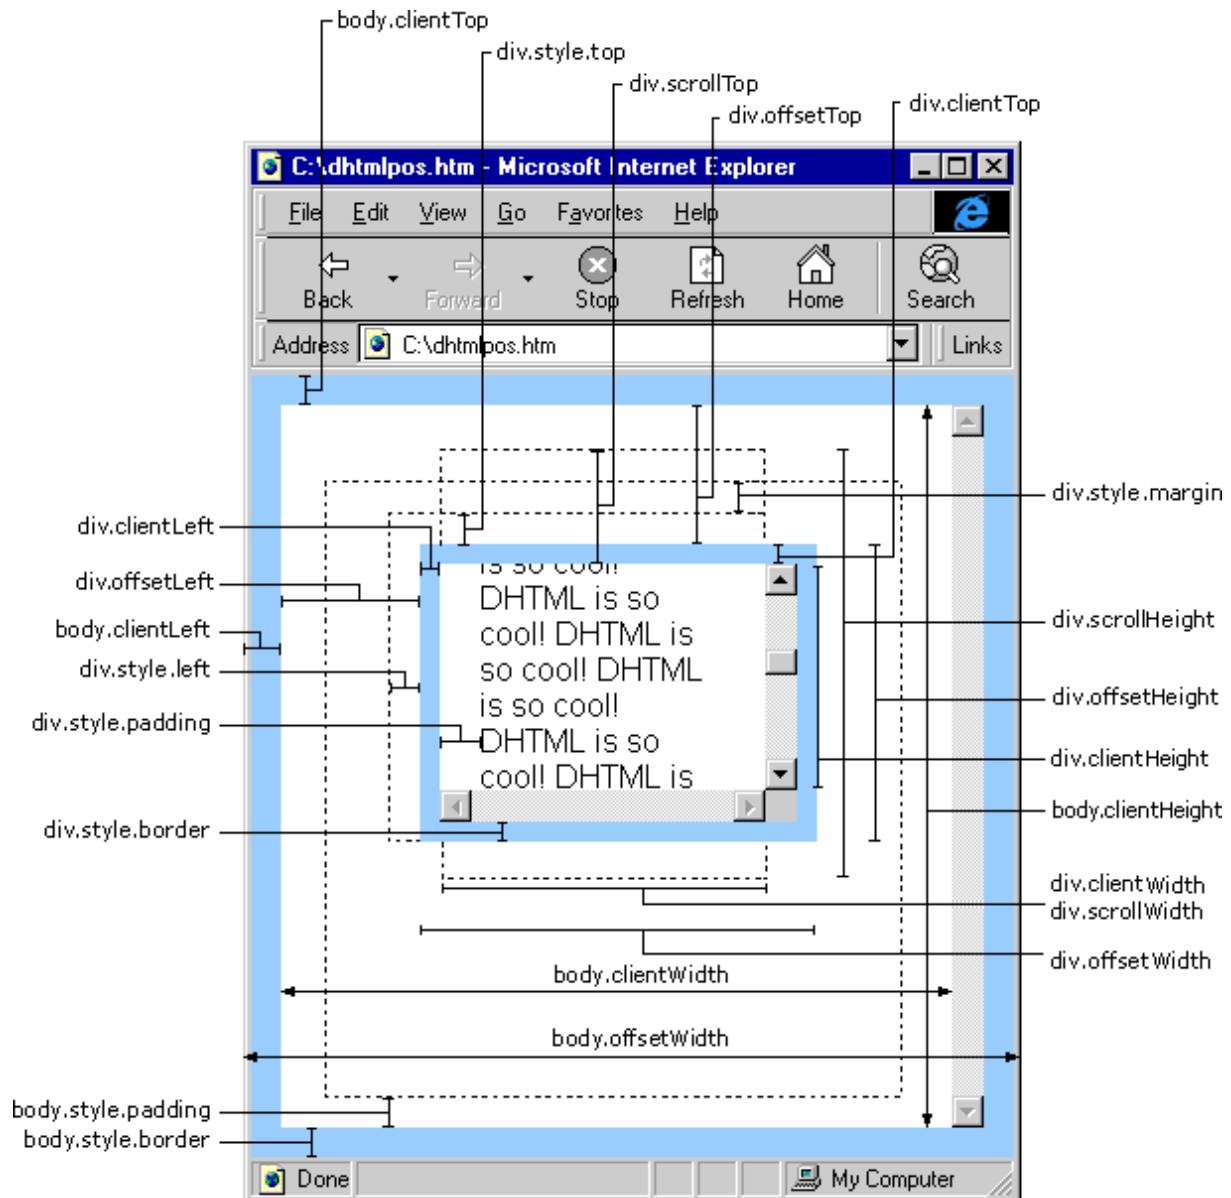 body.clientTop
div.style.top
div.scrollTop
div.clientTop
div.offsetTop
C:\dhtmlpos.htm - Microsoft Internet Explorer
File Edit View Go Favorites Help
Back Forward Stop Refresh Home Search
Address C:\dhtmlpos.htm Links
div.style.margin
div.clientLeft
is so cool!
div.offsetLeft
DHTML is so
div.scrollHeight
body.clientLeft
cool! DHTML is
div.style.left
so cool! DHTML
div.offsetHeight
is so cool!
div.style.padding
DHTML is so
div.clientHeight
cool! DHTML is
body.clientHeight
div.style.border
div.clientWidth
div.scrollWidth
div.offsetWidth
body.clientWidth
body.offsetWidth
body.style.padding
body.style.border
Done My Computer